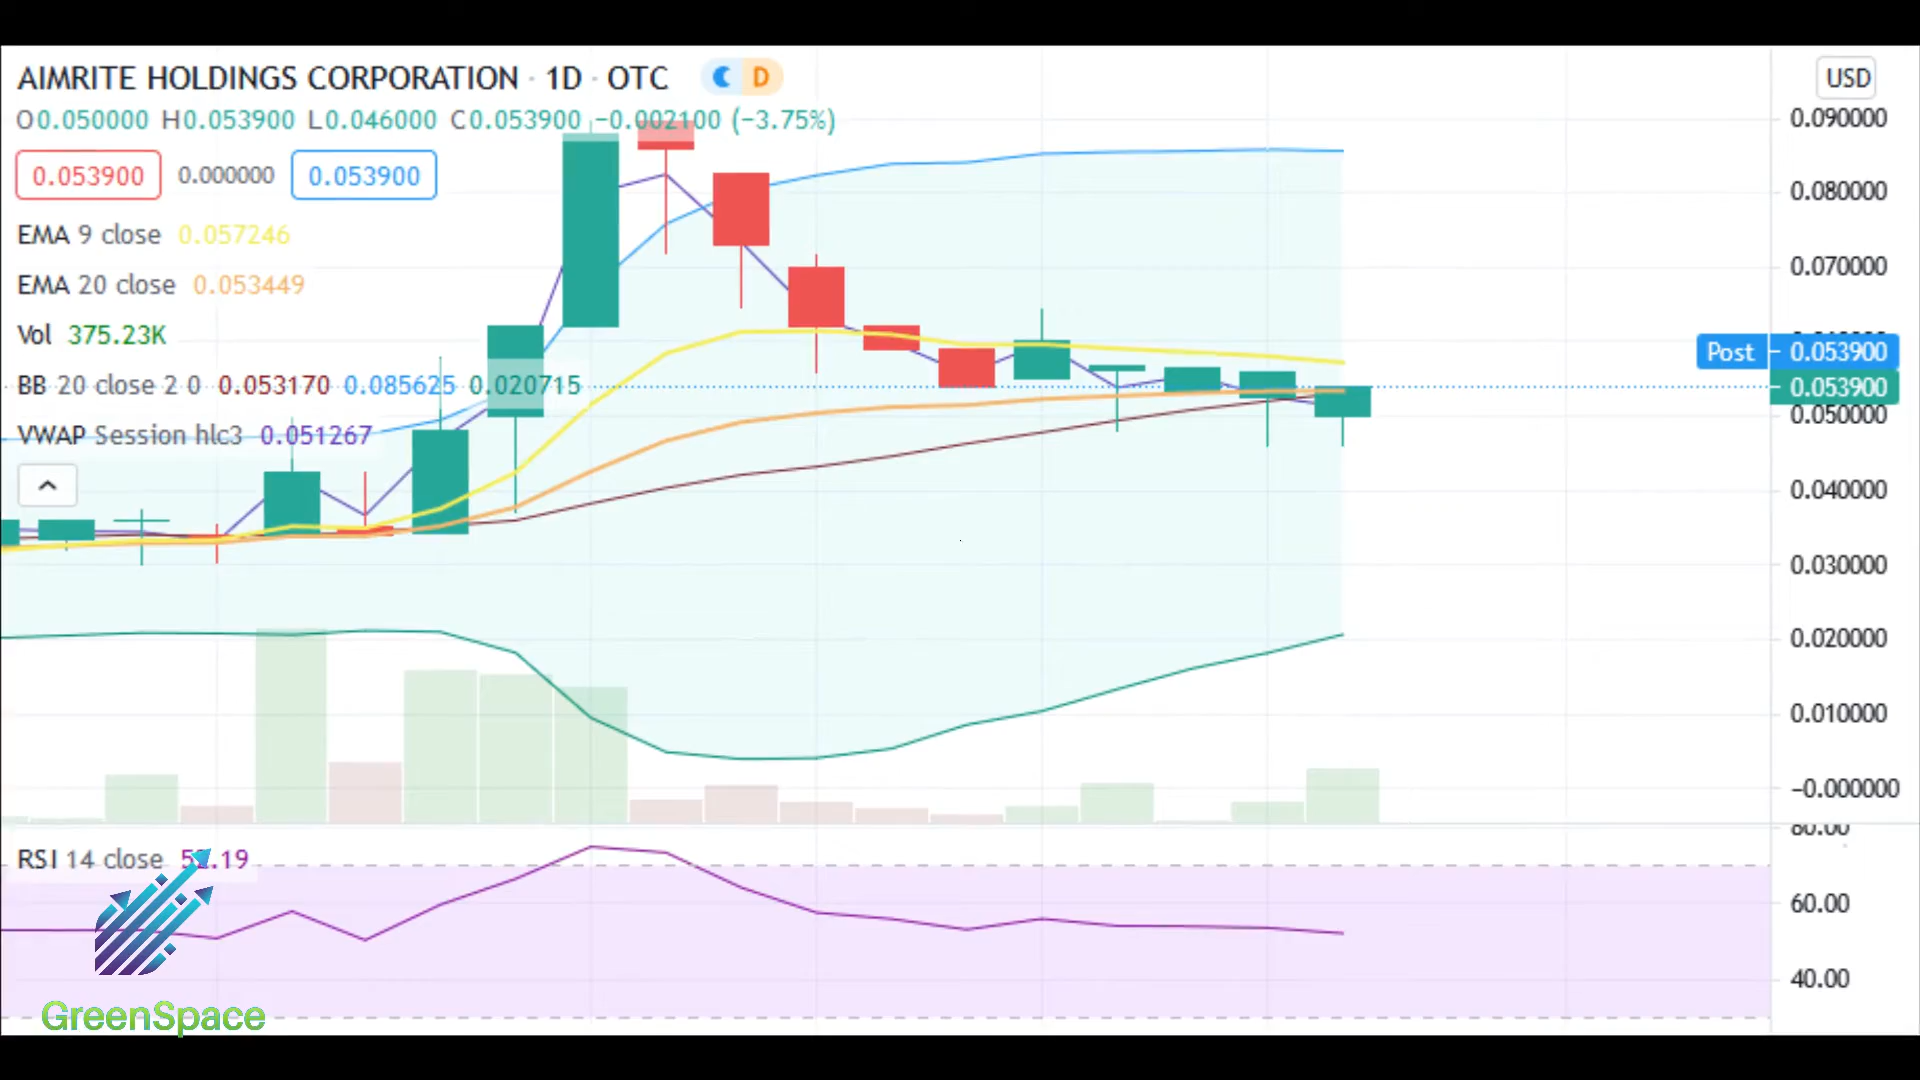 AIMRITE HOLDINGS CORPORATION · 1D · OTC D
O0.050000 H0.053900 L0.046000 C0.053900 −0.002100 (−3.75%)
0.053900 0.000000 0.053900
EMA 9 close 0.057246
EMA 20 close 0.053449
Vol 375.23K
BB 20 close 2 0 0.053170 0.085625 0.020715
VWAP Session hlc3 0.051267
USD
0.090000
0.080000
0.070000
Post 0.053900
0.053900
0.050000
0.040000
0.030000
0.020000
0.010000
−0.000000
80.00
RSI 14 close
60.00
40.00
GreenSpace